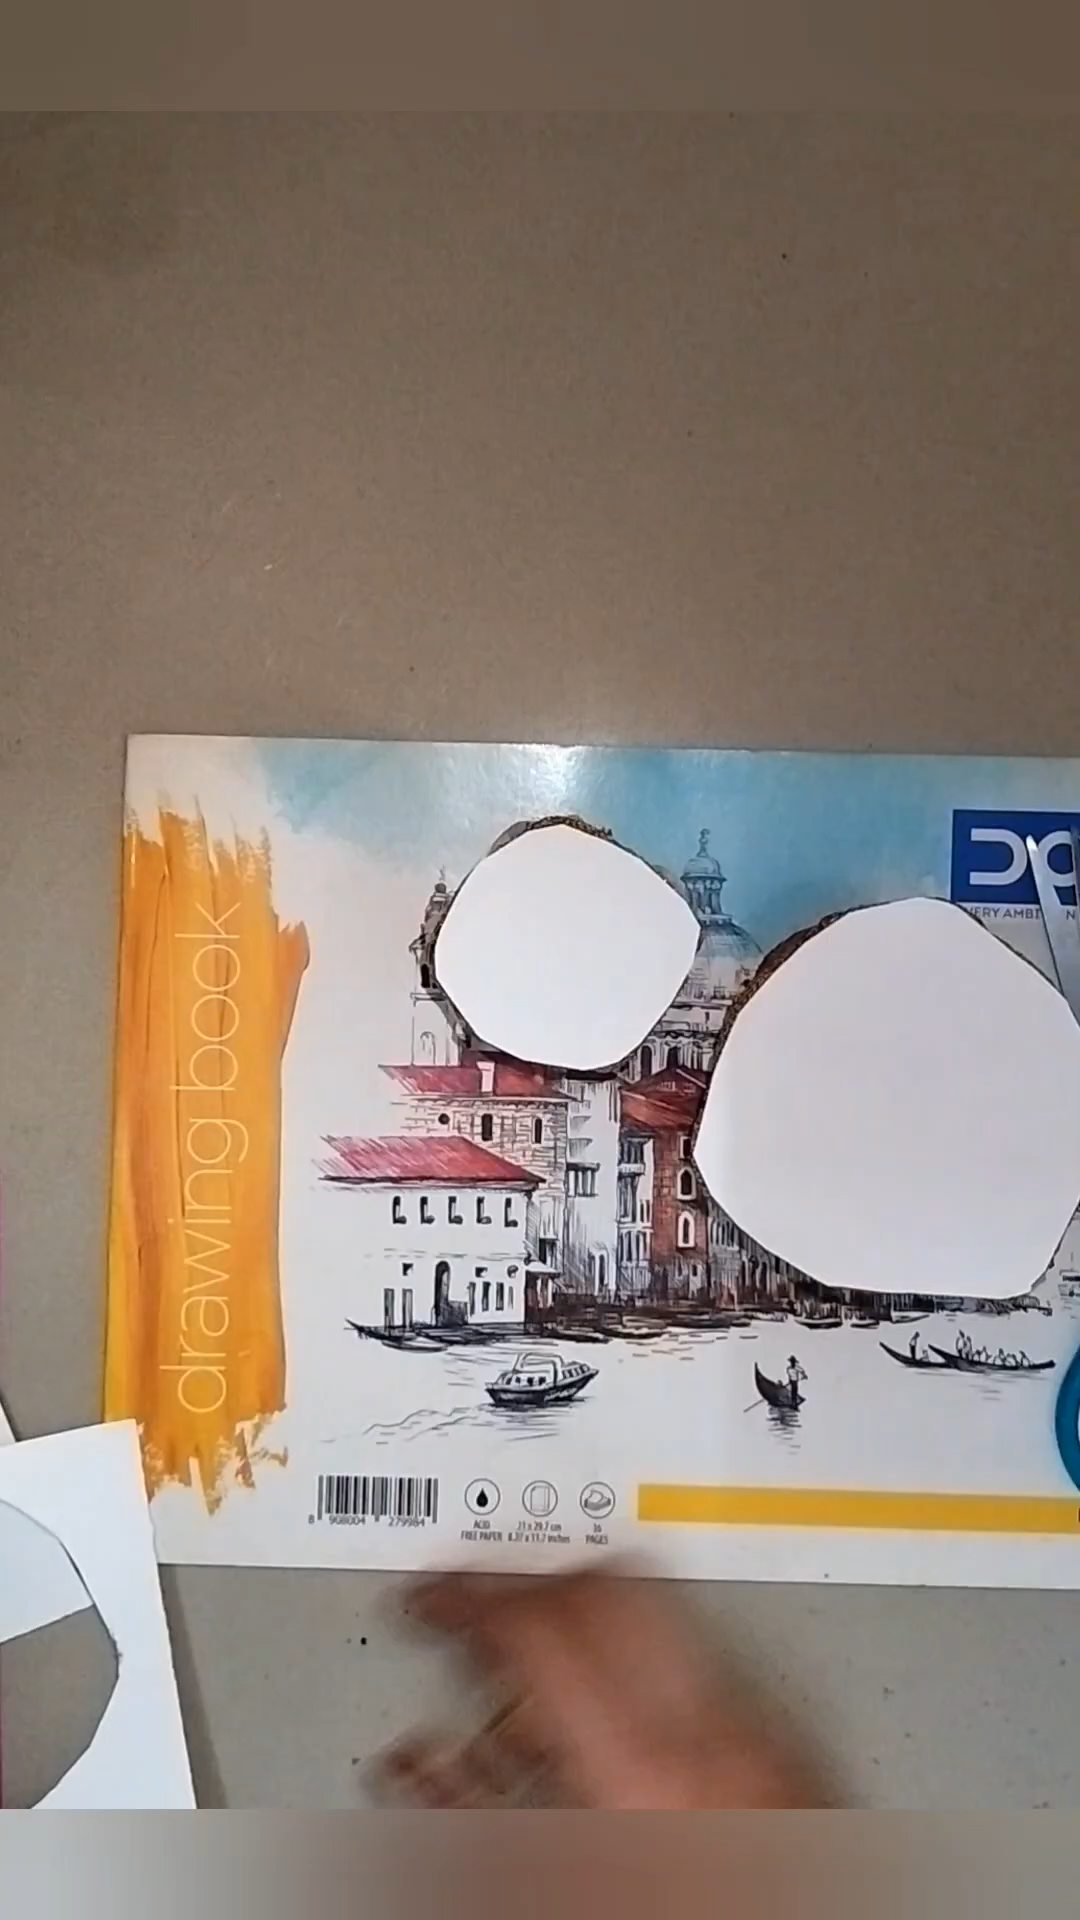 drawing book
VERY AMBI
8 908004 279984
ACID
FREE PAPER
21 x 29.7 cm
8.27 x 11.7 inches
36
PAGES